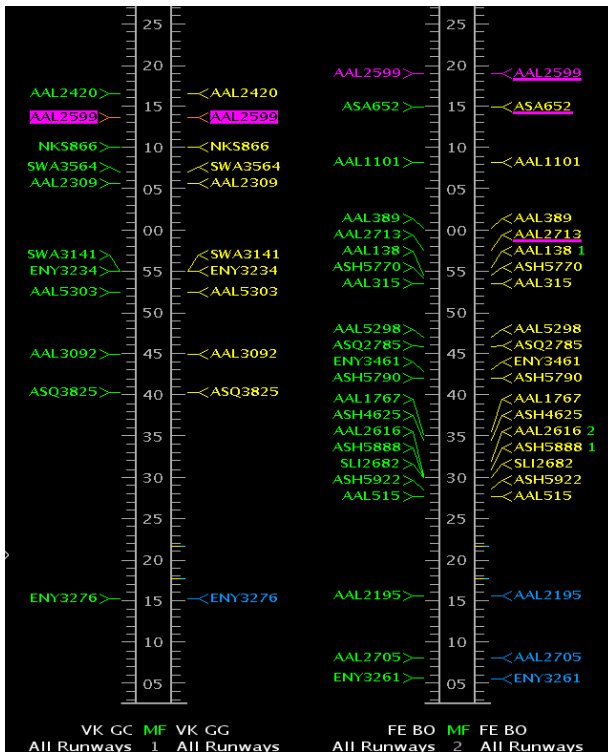 25
20
AAL2420 AAL2420
15
AAL2599 AAL2599
NKS866 10 NKS866
SWA3564 SWA3564
AAL2309 05 AAL2309
00
SWA3141 SWA3141
ENY3234 55 ENY3234
AAL5303 AAL5303
50
AAL3092 45 AAL3092
ASQ3825 40 ASQ3825
35
30
25
20
ENY3276 15 ENY3276
10
05
VK GC MF VK GG
All Runways 1 All Runways
25
20
AAL2599 AAL2599
ASA652 15 ASA652
10
AAL1101 AAL1101
05
AAL389 AAL389
00
AAL2713 AAL2713
AAL138 AAL138 1
ASH5770 55 ASH5770
AAL315 AAL315
50
AAL5298 AAL5298
ASQ2785 45 ASQ2785
ENY3461 ENY3461
ASH5790 ASH5790
40
AAL1767 AAL1767
ASH4625 ASH4625
AAL2616 35 AAL2616 2
ASH5888 ASH5888 1
SLI2682 SLI2682
ASH5922 30 ASH5922
AAL515 AAL515
25
20
AAL2195 15 AAL2195
10
AAL2705 AAL2705
ENY3261 05 ENY3261
FE BO MF FE BO
All Runways 2 All Runways